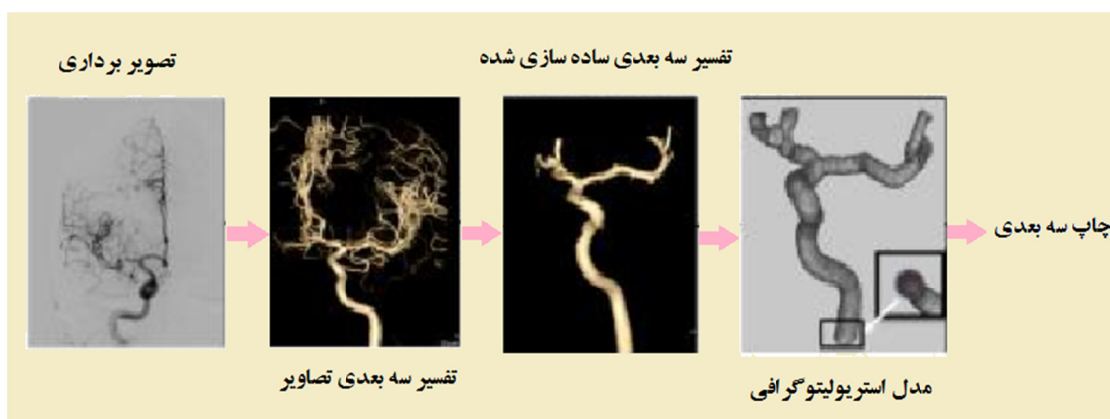 تصویر برداری
تفسیر سه بعدی تصاویر
تفسیر سه بعدی ساده سازی شده
مدل استریولیتوگرافی
چاپ سه بعدی